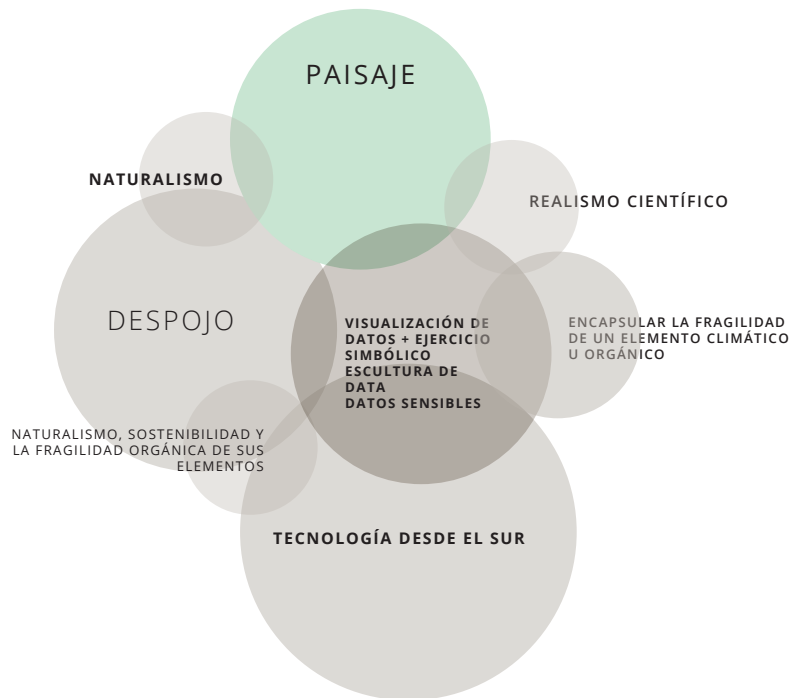 PAISAJE
NATURALISMO
REALISMO CIENTÍFICO
DESPOJO
VISUALIZACIÓN DE
DATOS + EJERCICIO
SIMBÓLICO
ESCULTURA DE
DATA
DATOS SENSIBLES
ENCAPSULAR LA FRAGILIDAD
DE UN ELEMENTO CLIMÁTICO
U ORGÁNICO
NATURALISMO, SOSTENIBILIDAD Y
LA FRAGILIDAD ORGÁNICA DE SUS
ELEMENTOS
TECNOLOGÍA DESDE EL SUR